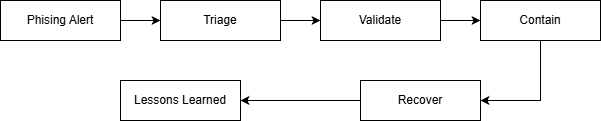 Phising Alert
Triage
Validate
Contain
Recover
Lessons Learned